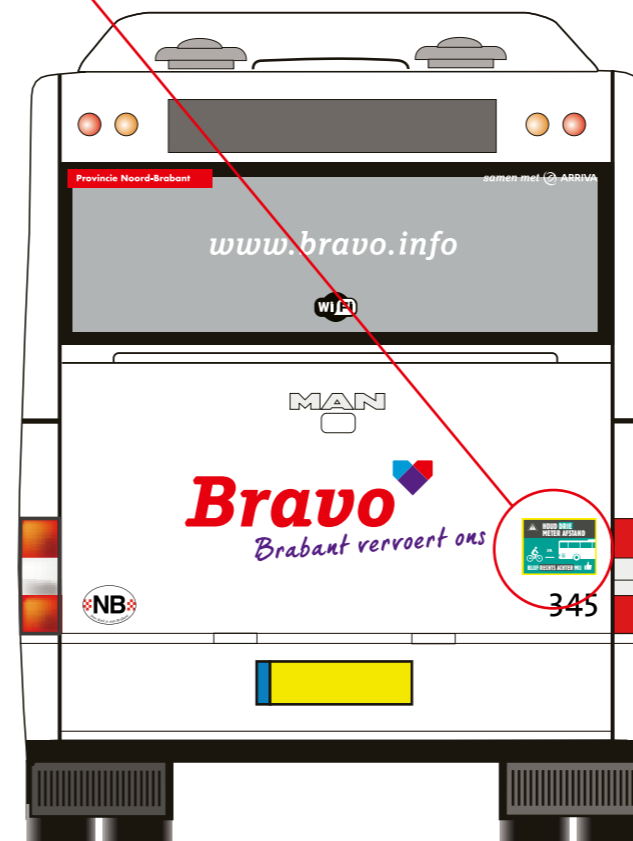 Provincie Noord-Brabant
samen met ARRIVA
www.bravo.info
WiFi
MAN
Bravo
Brabant vervoert ons
HOUD DRIE
METER AFSTAND
BLIJF RECHTS ACHTER MIJ
NB
345